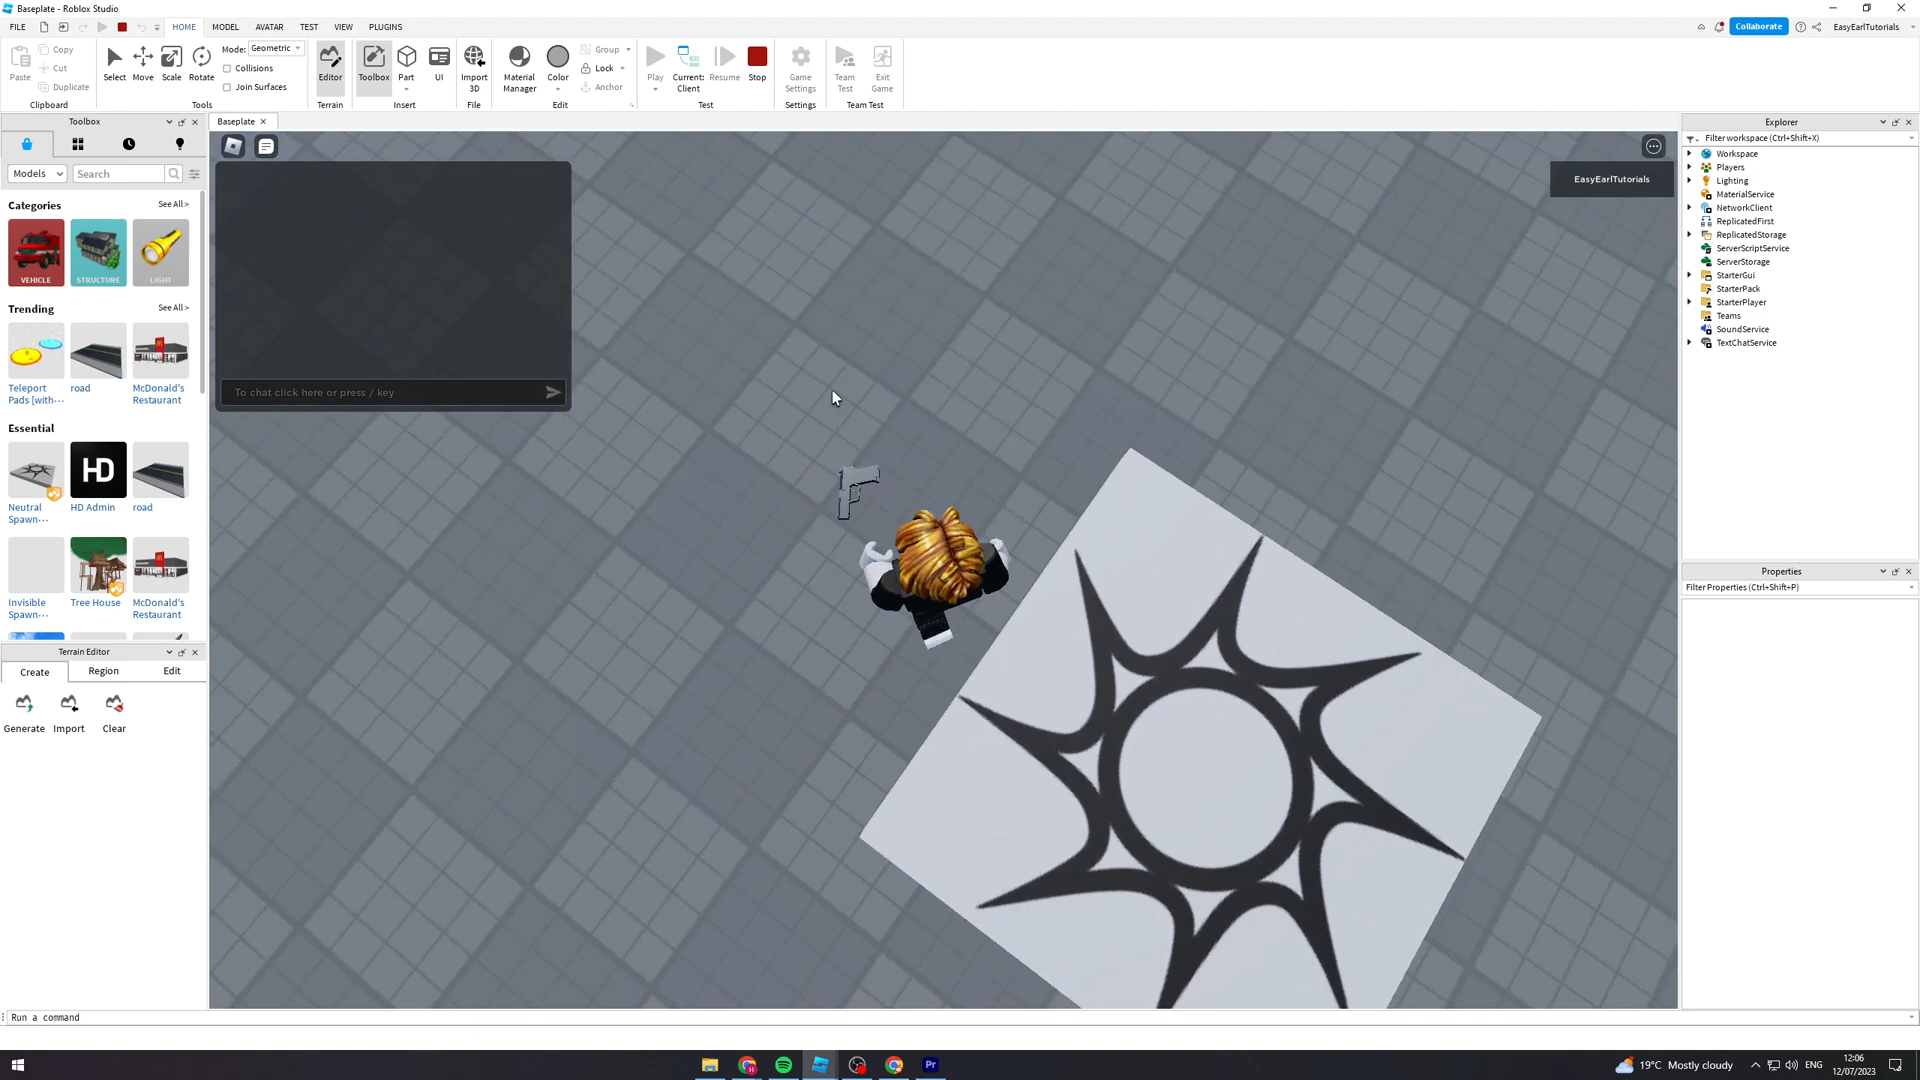 Baseplate - Roblox Studio
FILE HOME MODEL AVATAR TEST VIEW PLUGINS
Collaborate EasyEarlTutorials
Paste Copy Cut Duplicate
Clipboard
Select Move Scale Rotate
Mode: Geometric
Collisions
Join Surfaces
Tools
Editor
Terrain
Toolbox Part UI
Insert
Import 3D
File
Material Manager Color
Group
Lock
Anchor
Edit
Play Current: Client Resume Stop
Test
Game Settings
Settings
Team Test Exit Game
Team Test
Toolbox
Models Search
Categories See All >
VEHICLE STRUCTURE LIGHT
Trending See All >
Teleport Pads [with... road McDonald's Restaurant
Essential
HD
Neutral Spawn... HD Admin road
Invisible Spawn... Tree House McDonald's Restaurant
Terrain Editor
Create Region Edit
Generate Import Clear
Baseplate
To chat click here or press / key
EasyEarlTutorials
Explorer
Filter workspace (Ctrl+Shift+X)
Workspace
Players
Lighting
MaterialService
NetworkClient
ReplicatedFirst
ReplicatedStorage
ServerScriptService
ServerStorage
StarterGui
StarterPack
StarterPlayer
Teams
SoundService
TextChatService
Properties
Filter Properties (Ctrl+Shift+P)
Run a command
Pr
19°C Mostly cloudy
ENG
12:06
12/07/2023